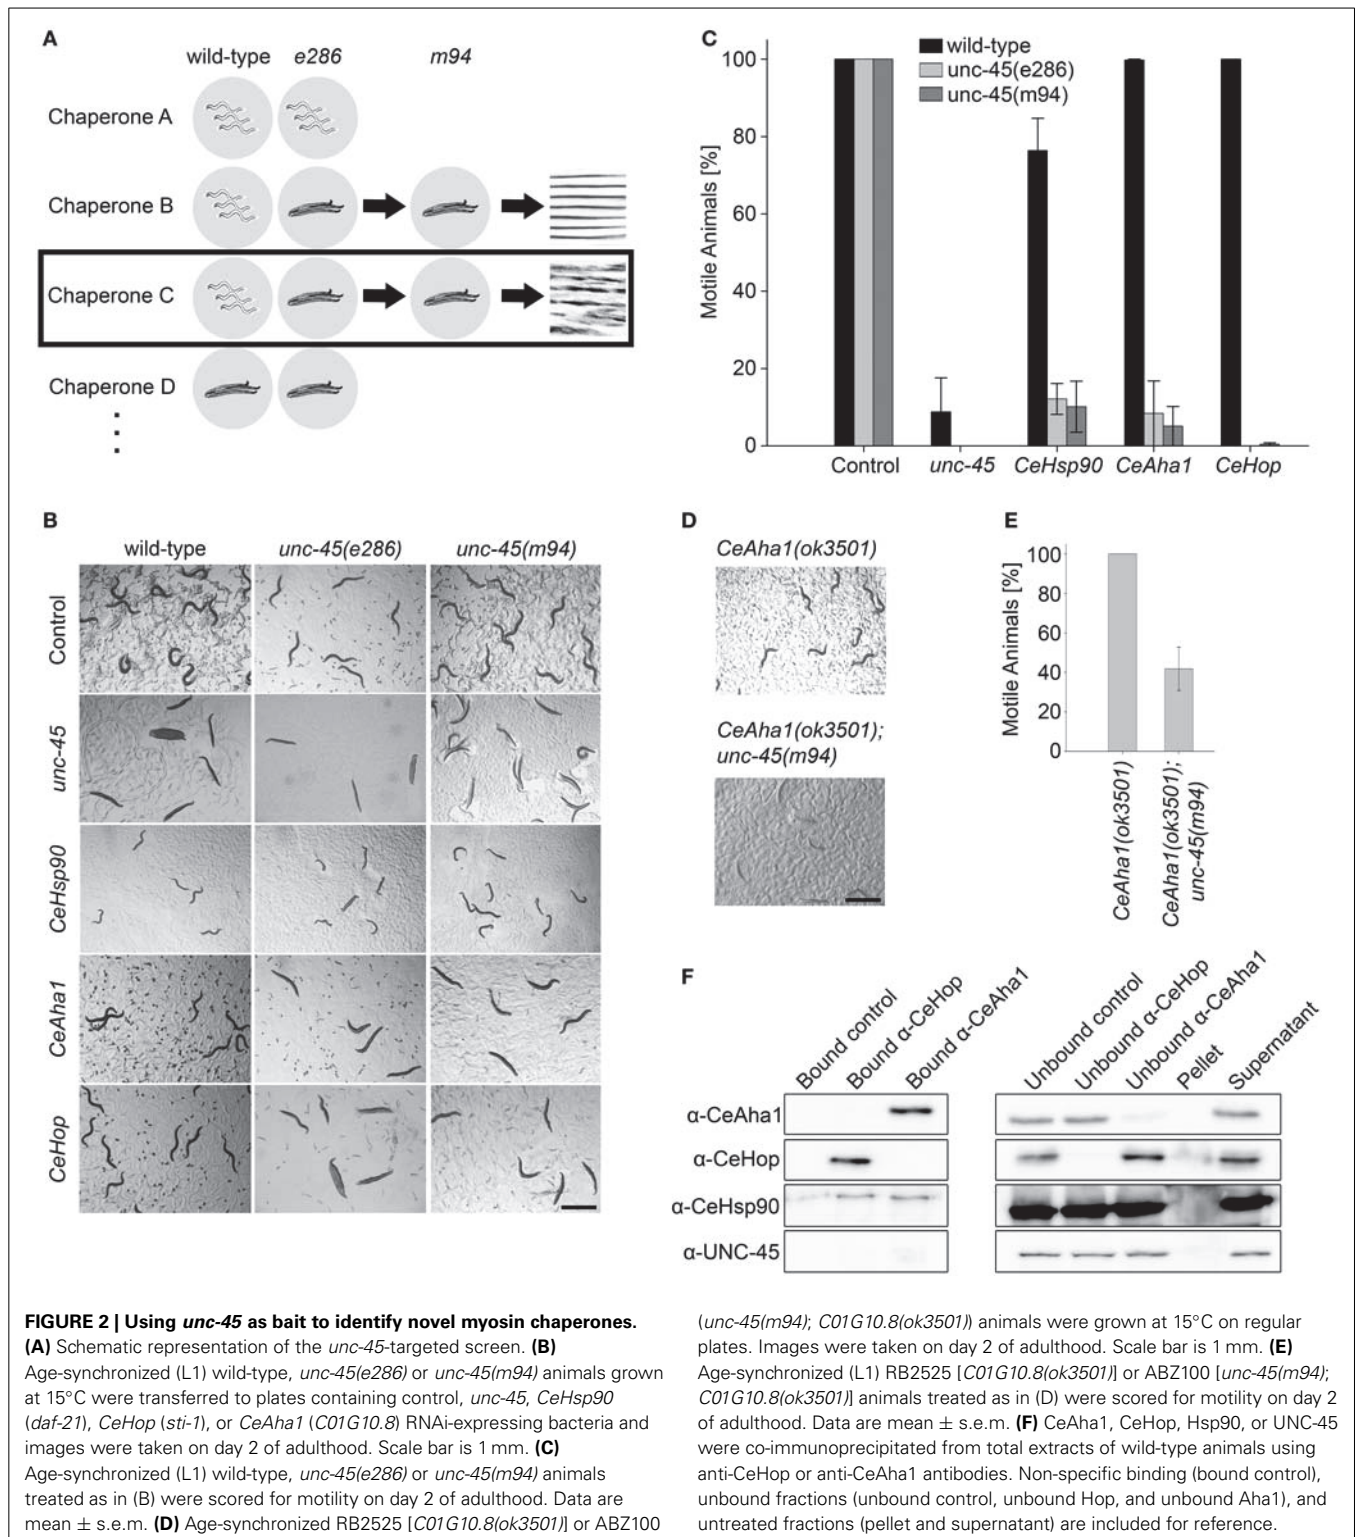 A
wild-type e286 m94
Chaperone A
Chaperone B
Chaperone C
Chaperone D
C
wild-type
unc-45(e286)
unc-45(m94)
Motile Animals [%]
100
80
60
40
20
0
Control unc-45 CeHsp90 CeAha1 CeHop
B
wild-type unc-45(e286) unc-45(m94)
Control
unc-45
CeHsp90
CeAha1
CeHop
D
CeAha1(ok3501)
CeAha1(ok3501);
unc-45(m94)
E
Motile Animals [%]
100
80
60
40
20
0
CeAha1(ok3501)
CeAha1(ok3501);
unc-45(m94)
F
Bound control
Bound α-CeHop
Bound α-CeAha1
Unbound control
Unbound α-CeHop
Unbound α-CeAha1
Pellet
Supernatant
α-CeAha1
α-CeHop
α-CeHsp90
α-UNC-45
FIGURE 2 | Using unc-45 as bait to identify novel myosin chaperones.
(A) Schematic representation of the unc-45-targeted screen. (B)
Age-synchronized (L1) wild-type, unc-45(e286) or unc-45(m94) animals grown
at 15°C were transferred to plates containing control, unc-45, CeHsp90
(daf-21), CeHop (sti-1), or CeAha1 (C01G10.8) RNAi-expressing bacteria and
images were taken on day 2 of adulthood. Scale bar is 1 mm. (C)
Age-synchronized (L1) wild-type, unc-45(e286) or unc-45(m94) animals
treated as in (B) were scored for motility on day 2 of adulthood. Data are
mean ± s.e.m. (D) Age-synchronized RB2525 [C01G10.8(ok3501)] or ABZ100
(unc-45(m94); C01G10.8(ok3501)) animals were grown at 15°C on regular
plates. Images were taken on day 2 of adulthood. Scale bar is 1 mm. (E)
Age-synchronized (L1) RB2525 [C01G10.8(ok3501)] or ABZ100 [unc-45(m94);
C01G10.8(ok3501)] animals treated as in (D) were scored for motility on day 2
of adulthood. Data are mean ± s.e.m. (F) CeAha1, CeHop, Hsp90, or UNC-45
were co-immunoprecipitated from total extracts of wild-type animals using
anti-CeHop or anti-CeAha1 antibodies. Non-specific binding (bound control),
unbound fractions (unbound control, unbound Hop, and unbound Aha1), and
untreated fractions (pellet and supernatant) are included for reference.